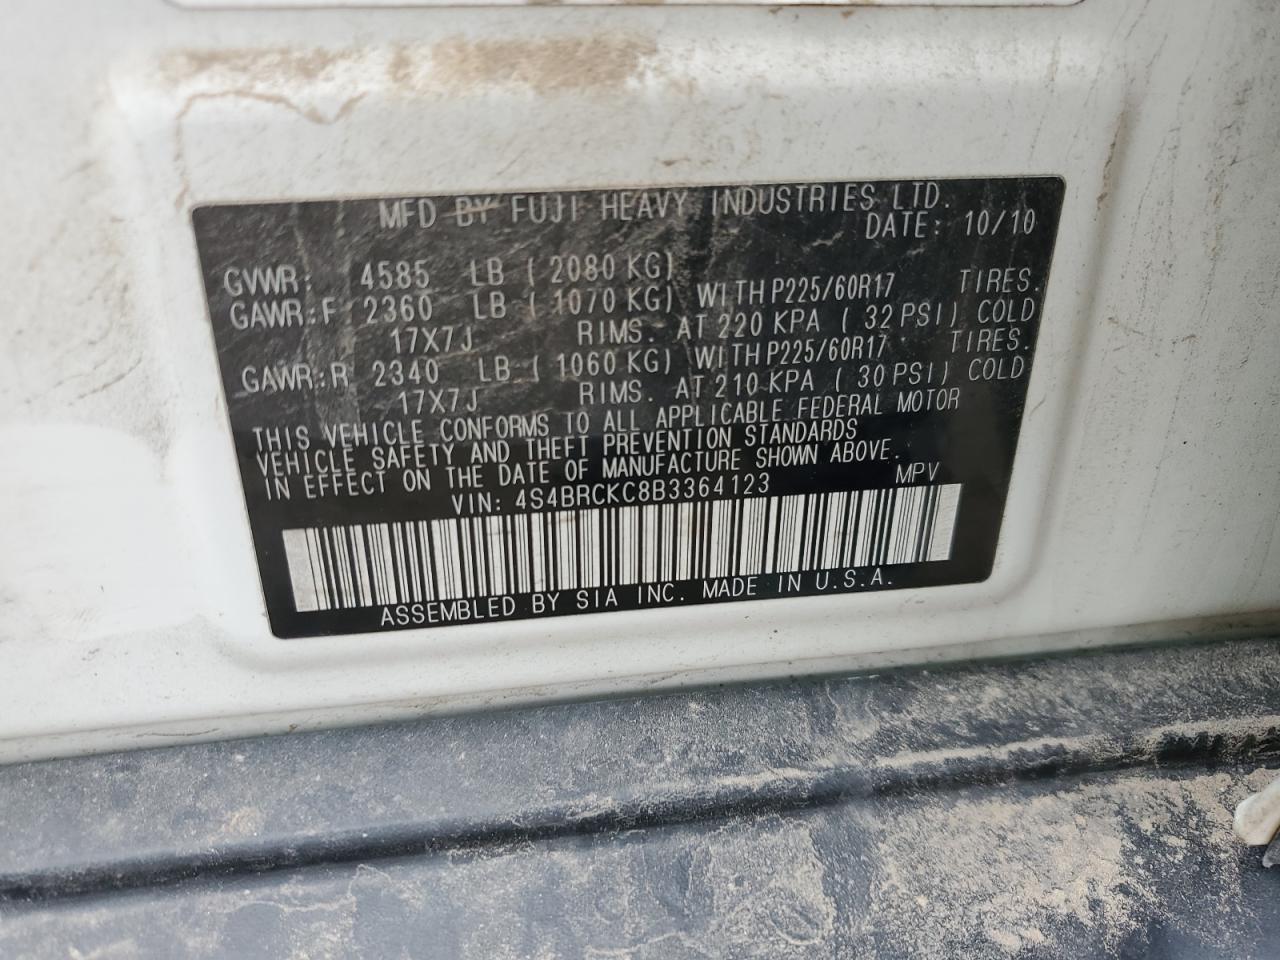 MFD BY FUJI HEAVY INDUSTRIES LTD.
DATE: 10/10
GVWR: 4585 LB ( 2080 KG)
GAWR:F 2360 LB ( 1070 KG) WITH P225/60R17 TIRES.
17X7J RIMS. AT 220 KPA ( 32 PSI) COLD
GAWR:R 2340 LB ( 1060 KG) WITH P225/60R17 TIRES.
17X7J RIMS. AT 210 KPA ( 30 PSI) COLD
THIS VEHICLE CONFORMS TO ALL APPLICABLE FEDERAL MOTOR
VEHICLE SAFETY AND THEFT PREVENTION STANDARDS
IN EFFECT ON THE DATE OF MANUFACTURE SHOWN ABOVE.
VIN: 4S4BRCKC8B3364123 MPV
ASSEMBLED BY SIA INC. MADE IN U.S.A.